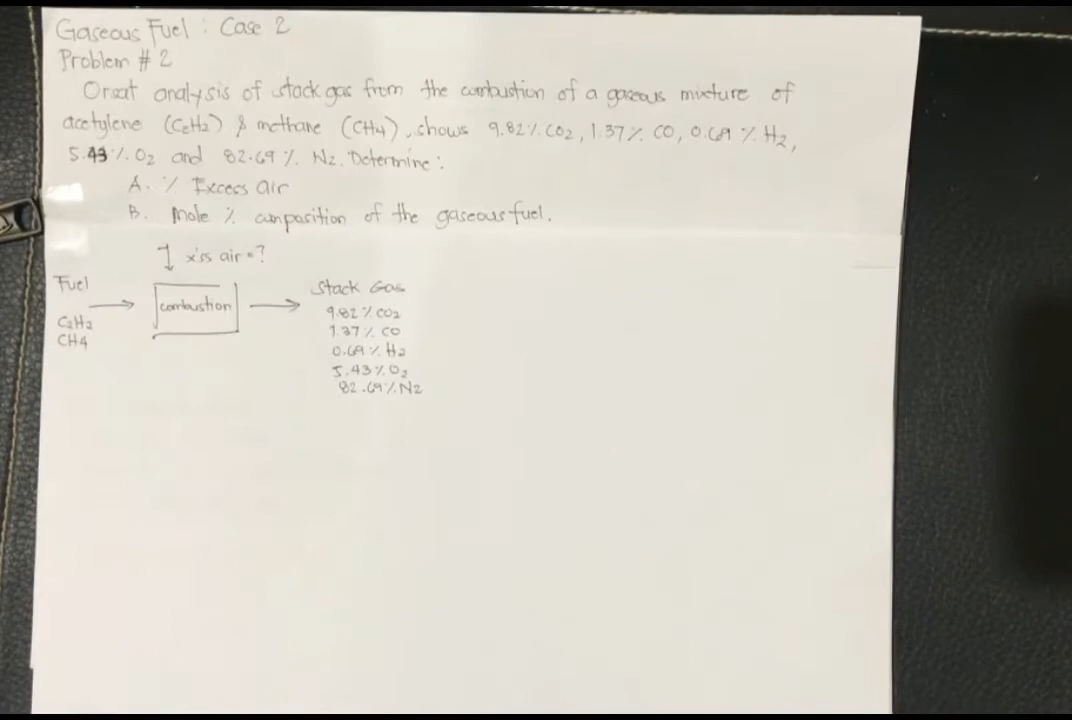 Gaseous Fuel : Case 2
Problem # 2
Orsat analysis of stack gas from the combustion of a gaseous mixture of
acetylene (C2H2) & methane (CH4), shows 9.82% CO2, 1.37% CO, 0.69% H2,
5.43% O2 and 82.69% N2. Determine:
A. % Excess air
B. Mole % composition of the gaseous fuel.
x'ss air = ?
Fuel
combustion
Stack Gas
C2H2
CH4
9.82% CO2
1.37% CO
0.69% H2
5.43% O2
82.69% N2